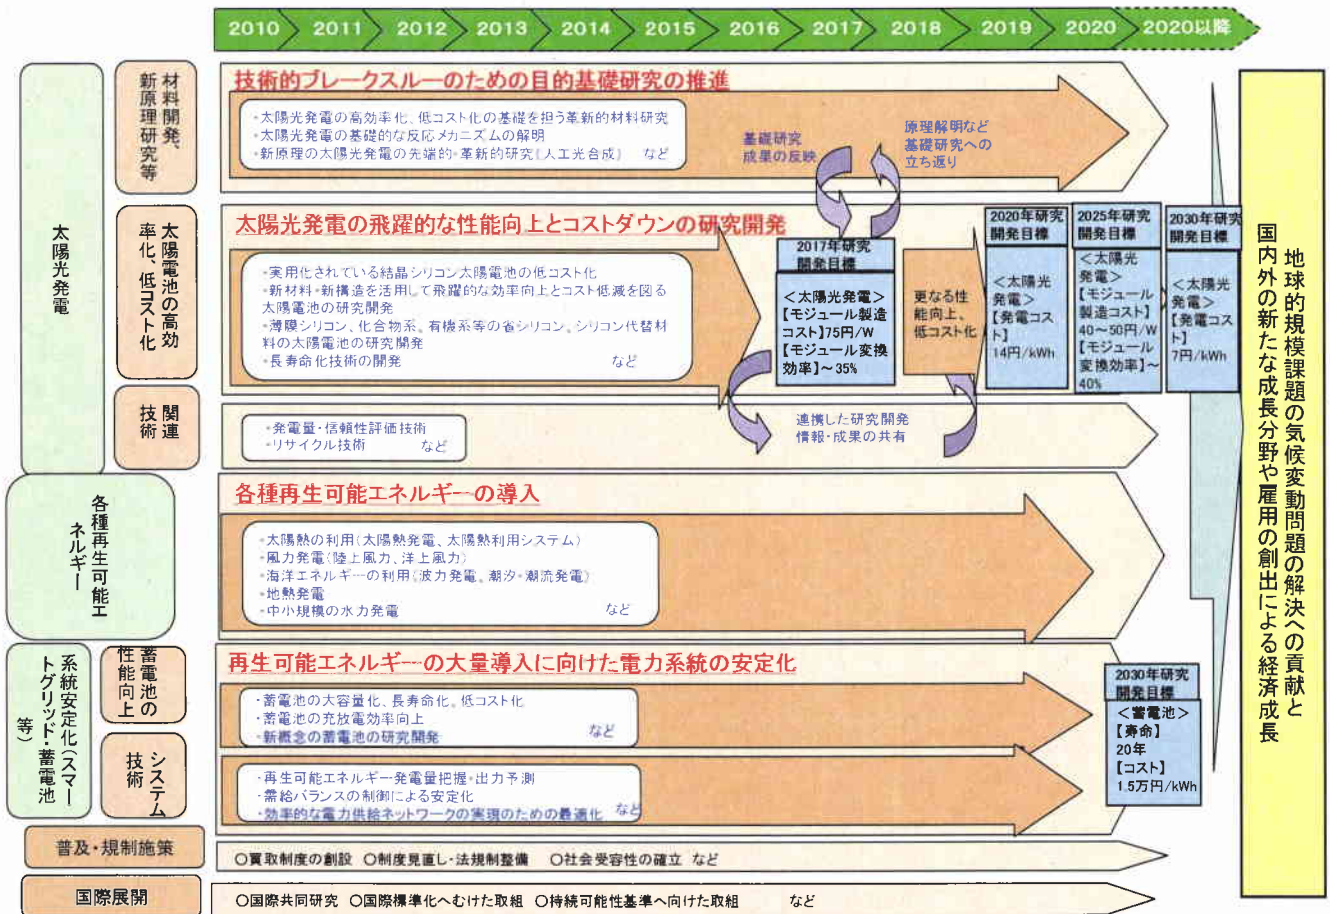 2010 2011 2012 2013 2014 2015 2016 2017 2018 2019 2020 2020以降
太陽光発電
材料開発、
新原理研究等
技術的ブレークスルーのための目的基礎研究の推進
・太陽光発電の高効率化、低コスト化の基礎を担う革新的材料研究
・太陽光発電の基礎的な反応メカニズムの解明
・新原理の太陽光発電の先端的・革新的研究(人工光合成) など
基礎研究
成果の反映
原理解明など
基礎研究への
立ち返り
太陽電池の高効
率化、低コスト化
太陽光発電の飛躍的な性能向上とコストダウンの研究開発
・実用化されている結晶シリコン太陽電池の低コスト化
・新材料・新構造を活用して飛躍的な効率向上とコスト低減を図る
太陽電池の研究開発
・薄膜シリコン、化合物系、有機系等の省シリコン、シリコン代替材
料の太陽電池の研究開発
・長寿命化技術の開発 など
2017年研究
開発目標
＜太陽光発電＞
【モジュール製造
コスト】75円/W
【モジュール変換
効率】～35%
更なる性
能向上、
低コスト化
2020年研究
開発目標
＜太陽光
発電＞
【発電コス
ト】
14円/kWh
2025年研究
開発目標
＜太陽光
発電＞
【モジュール
製造コスト】
40～50円/W
【モジュール
変換効率】～
40%
2030年研究
開発目標
＜太陽光
発電＞
【発電コス
ト】
7円/kWh
関連
技術
・発電量・信頼性評価技術
・リサイクル技術 など
連携した研究開発
情報・成果の共有
各種再生可能エ
ネルギー
各種再生可能エネルギーの導入
・太陽熱の利用(太陽熱発電、太陽熱利用システム)
・風力発電(陸上風力、洋上風力)
・海洋エネルギーの利用(波力発電、潮汐・潮流発電)
・地熱発電
・中小規模の水力発電 など
系統安定化(スマー
トグリッド・蓄電池
等)
蓄電池の
性能向上
再生可能エネルギーの大量導入に向けた電力系統の安定化
・蓄電池の大容量化、長寿命化、低コスト化
・蓄電池の充放電効率向上
・新概念の蓄電池の研究開発 など
システム
技術
・再生可能エネルギー発電量把握・出力予測
・需給バランスの制御による安定化
・効率的な電力供給ネットワークの実現のための最適化 など
2030年研究
開発目標
＜蓄電池＞
【寿命】
20年
【コスト】
1.5万円/kWh
普及・規制施策
○買取制度の創設 ○制度見直し・法規制整備 ○社会受容性の確立 など
国際展開
○国際共同研究 ○国際標準化へむけた取組 ○持続可能性基準へ向けた取組 など
地球的規模課題の気候変動問題の解決への貢献と
国内外の新たな成長分野や雇用の創出による経済成長